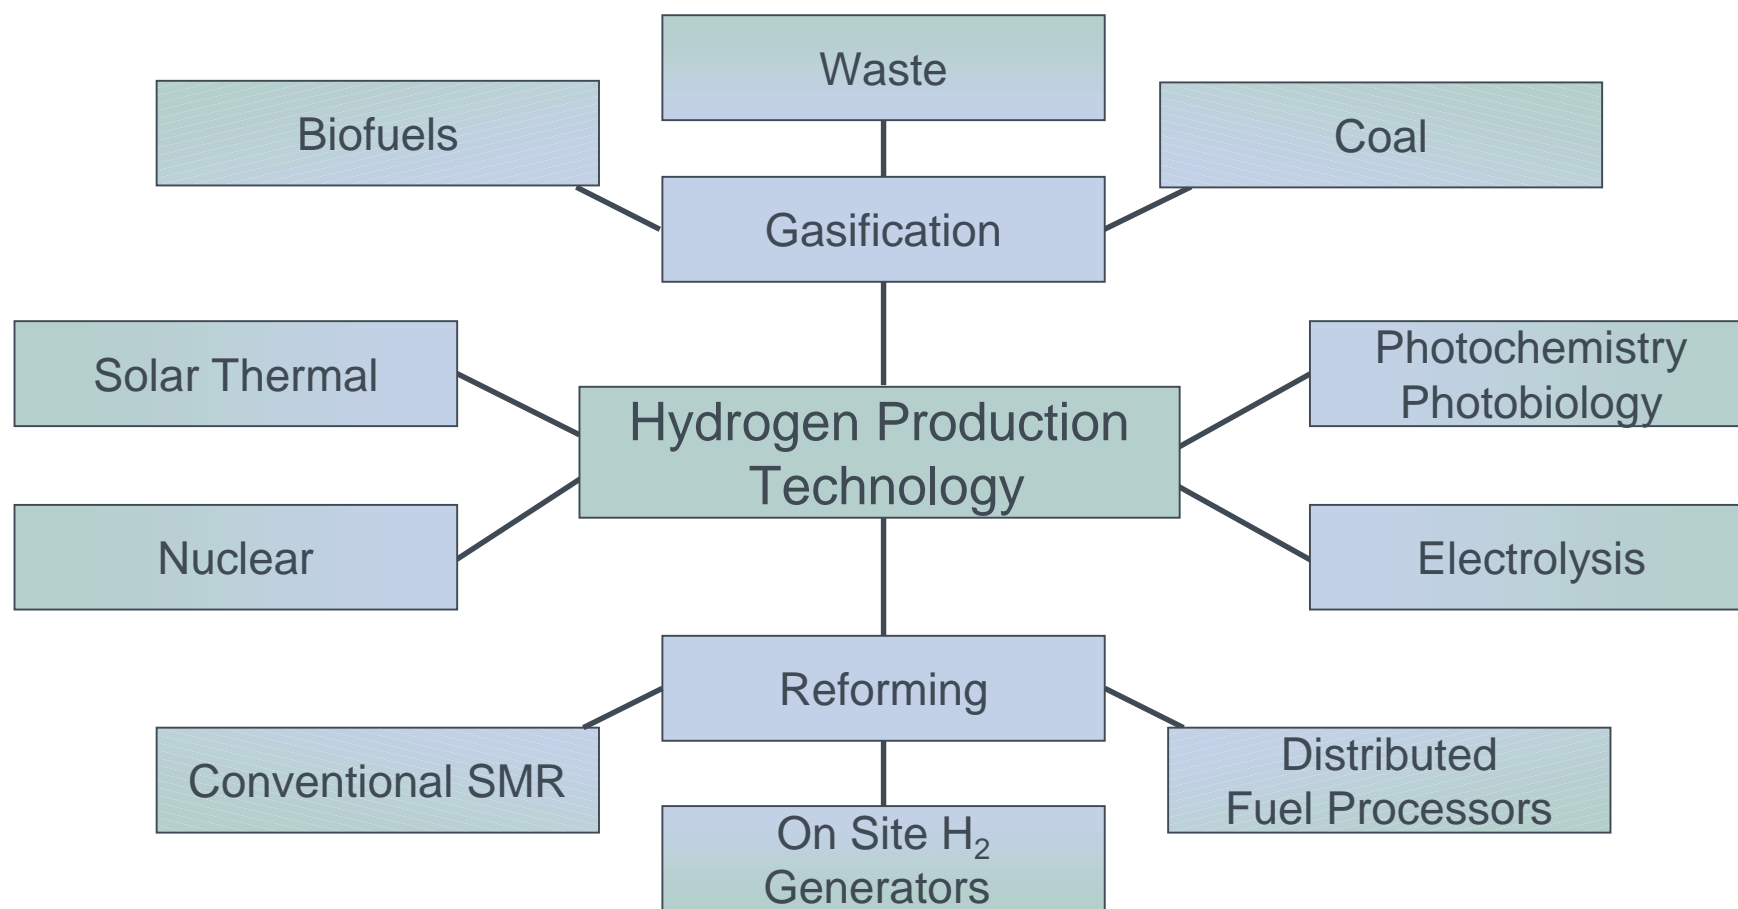 Waste
Biofuels
Coal
Gasification
Solar Thermal
Photochemistry
Photobiology
Hydrogen Production
Technology
Nuclear
Electrolysis
Reforming
Conventional SMR
Distributed
Fuel Processors
On Site H₂
Generators